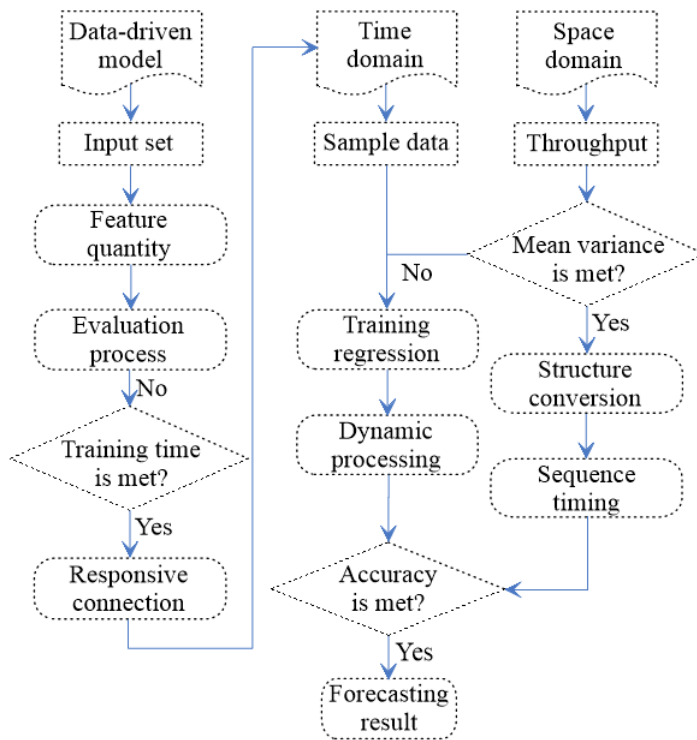 Data-driven
model
Input set
Feature
quantity
Evaluation
process
No
Training time
is met?
Yes
Responsive
connection
Time
domain
Sample data
No
Training
regression
Dynamic
processing
Accuracy
is met?
Yes
Forecasting
result
Space
domain
Throughput
Mean variance
is met?
Yes
Structure
conversion
Sequence
timing